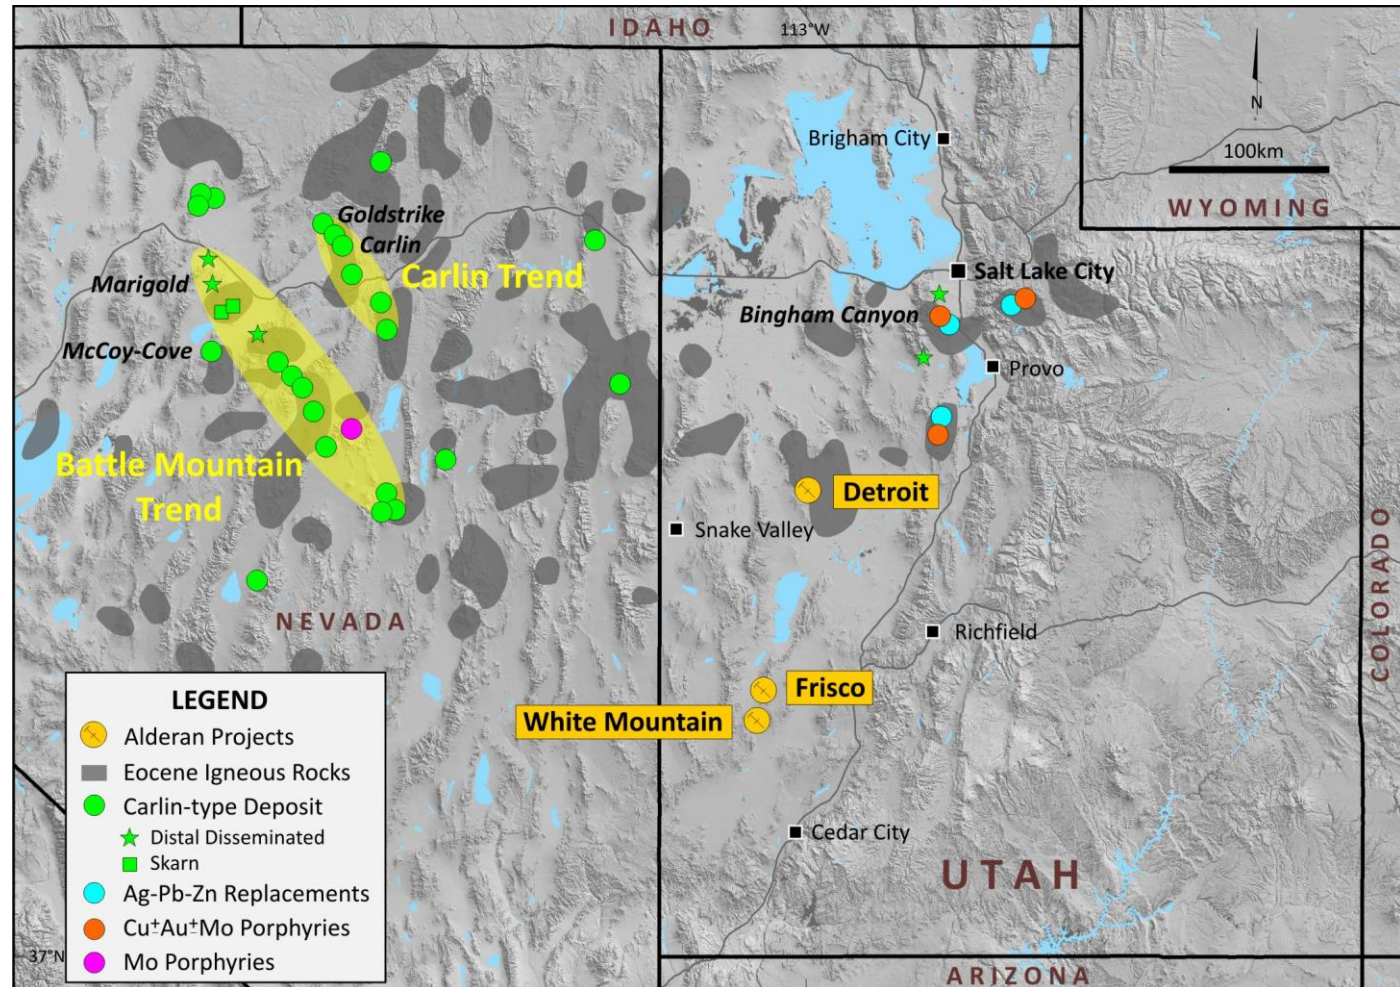 IDAHO
113°W
N
100km
WYOMING
Brigham City
Goldstrike
Carlin
Carlin Trend
Marigold
McCoy-Cove
Salt Lake City
Bingham Canyon
Provo
Battle Mountain
Trend
Detroit
Snake Valley
COLORADO
NEVADA
Richfield
Frisco
White Mountain
Cedar City
UTAH
37°N
ARIZONA
LEGEND
Alderan Projects
Eocene Igneous Rocks
Carlin-type Deposit
Distal Disseminated
Skarn
Ag-Pb-Zn Replacements
Cu±Au±Mo Porphyries
Mo Porphyries